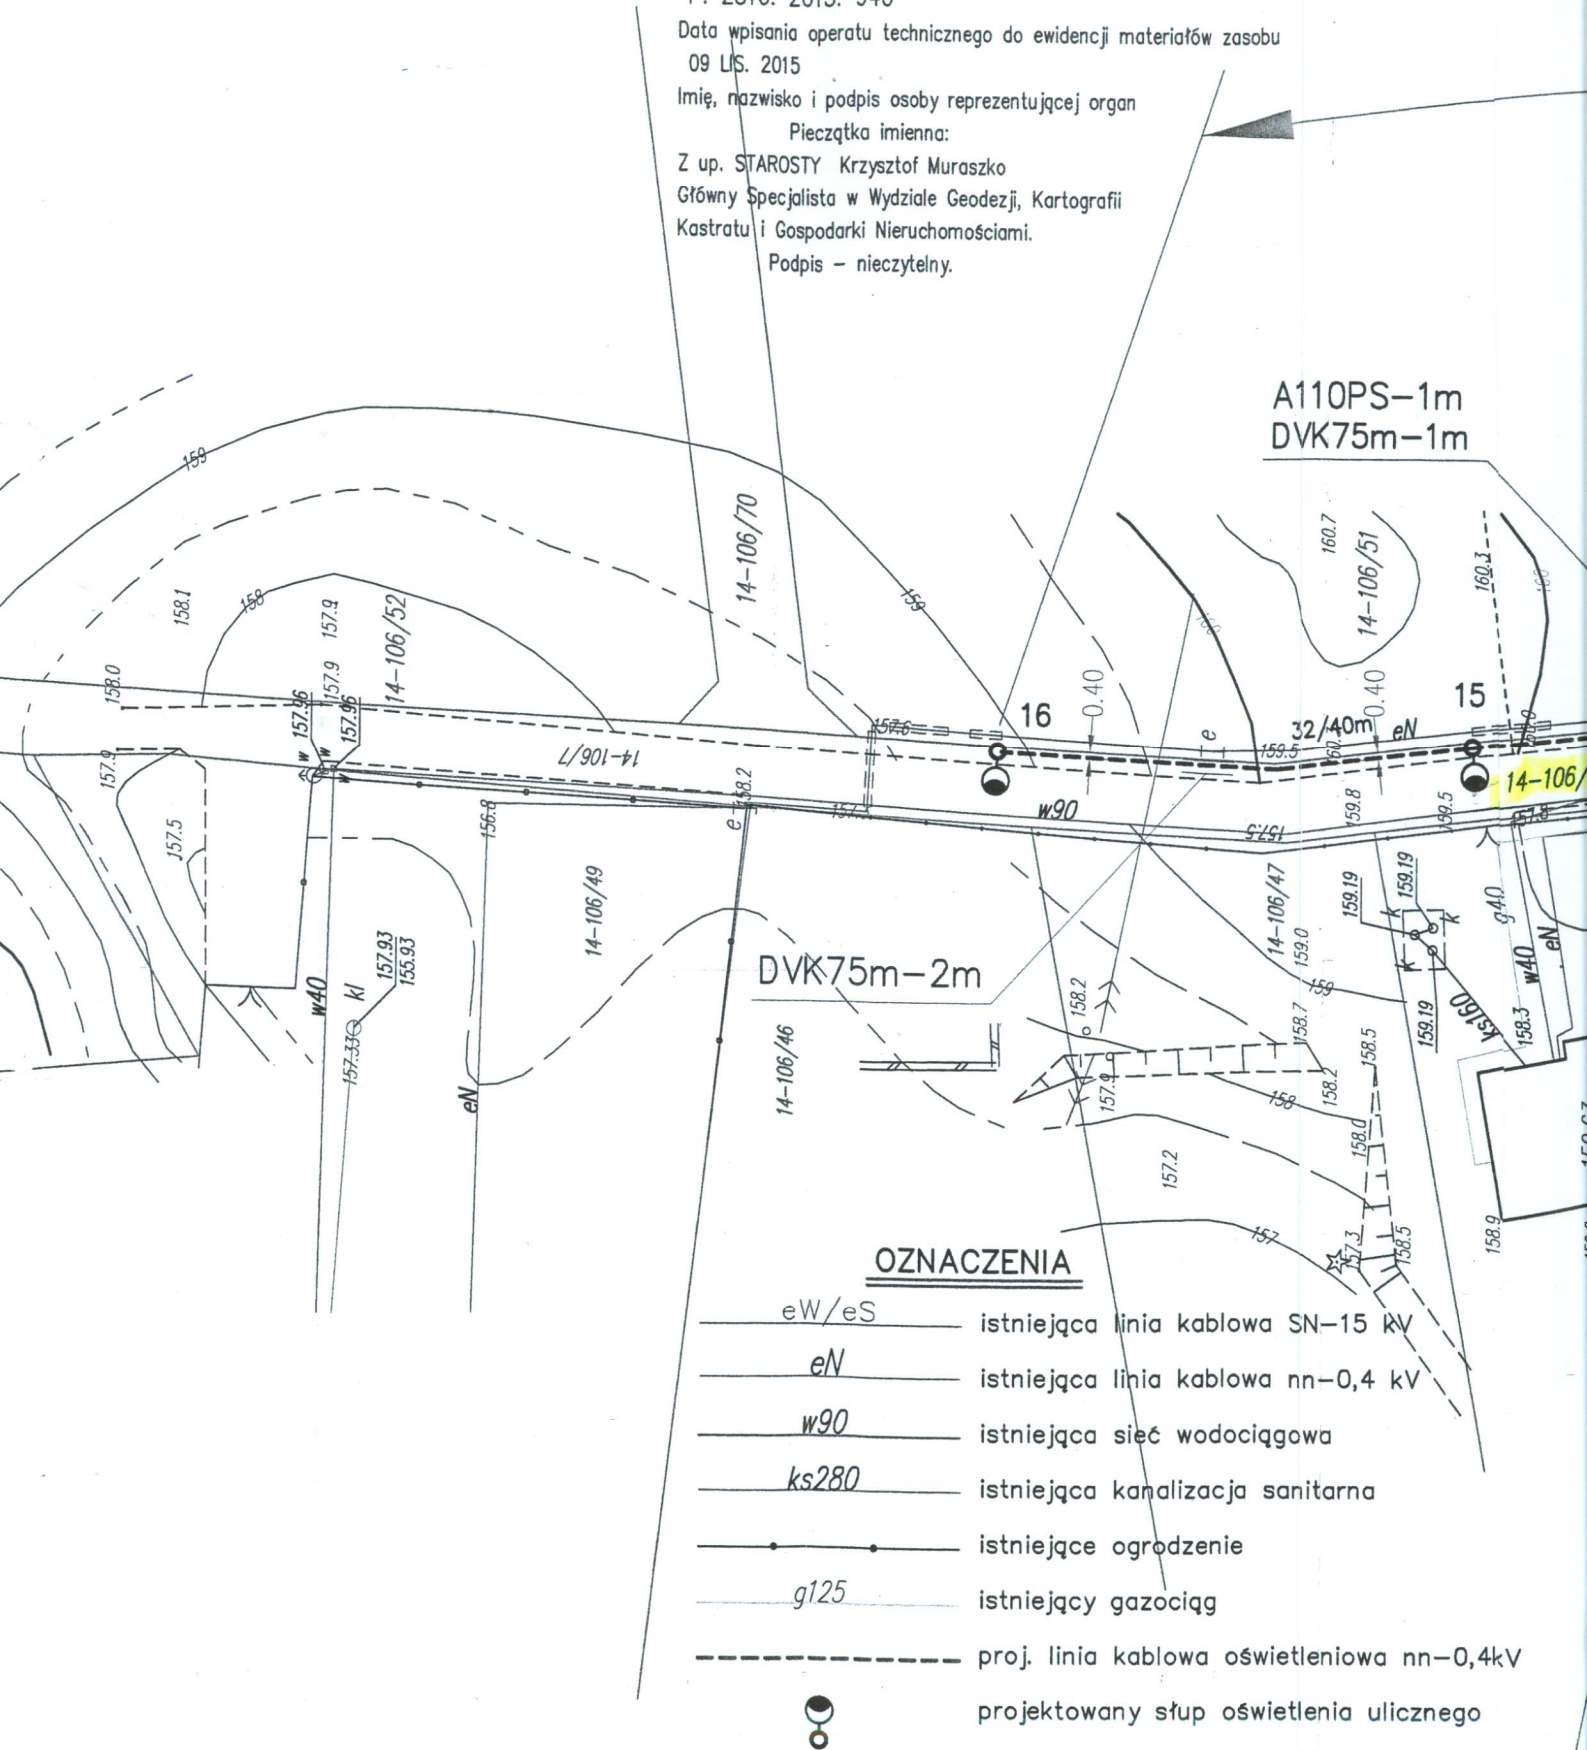 Data wpisania operatu technicznego do ewidencji materiałów zasobu
09 LIS. 2015
Imię, nazwisko i podpis osoby reprezentującej organ
Pieczątka imienna:
Z up. STAROSTY Krzysztof Muraszko
Główny Specjalista w Wydziale Geodezji, Kartografii
Kastratu i Gospodarki Nieruchomościami.
Podpis – nieczytelny.
A110PS–1m
DVK75m–1m
159
14–106/70
160.7
14–106/51
160.3
160
158.1
158
157.9
14–106/52
159
160
158.0
157.96
157.9
157.96
0.40
0.40
15
16
157.6
e
32/40m
eN
159.5
14–106/7
157.9
w
w
w
158.2
e
156.8
w90
157.5
159.8
159.5
14–106/
157.8
157.5
14–106/49
14–106/47
159.0
159.19
159.19
k
k
k
g40
eN
w40
157.93
155.93
kl
w40
157.33
DVK75m–2m
158.2
159
159.19
ks160
158.3
eN
14–106/46
158.7
158.5
157.9
158
158.2
158.0
157.2
157
157.3
158.5
158.9
OZNACZENIA
eW/eS istniejąca linia kablowa SN–15 kV
eN istniejąca linia kablowa nn–0,4 kV
w90 istniejąca sieć wodociągowa
ks280 istniejąca kanalizacja sanitarna
istniejące ogrodzenie
g125 istniejący gazociąg
proj. linia kablowa oświetleniowa nn–0,4kV
projektowany słup oświetlenia ulicznego